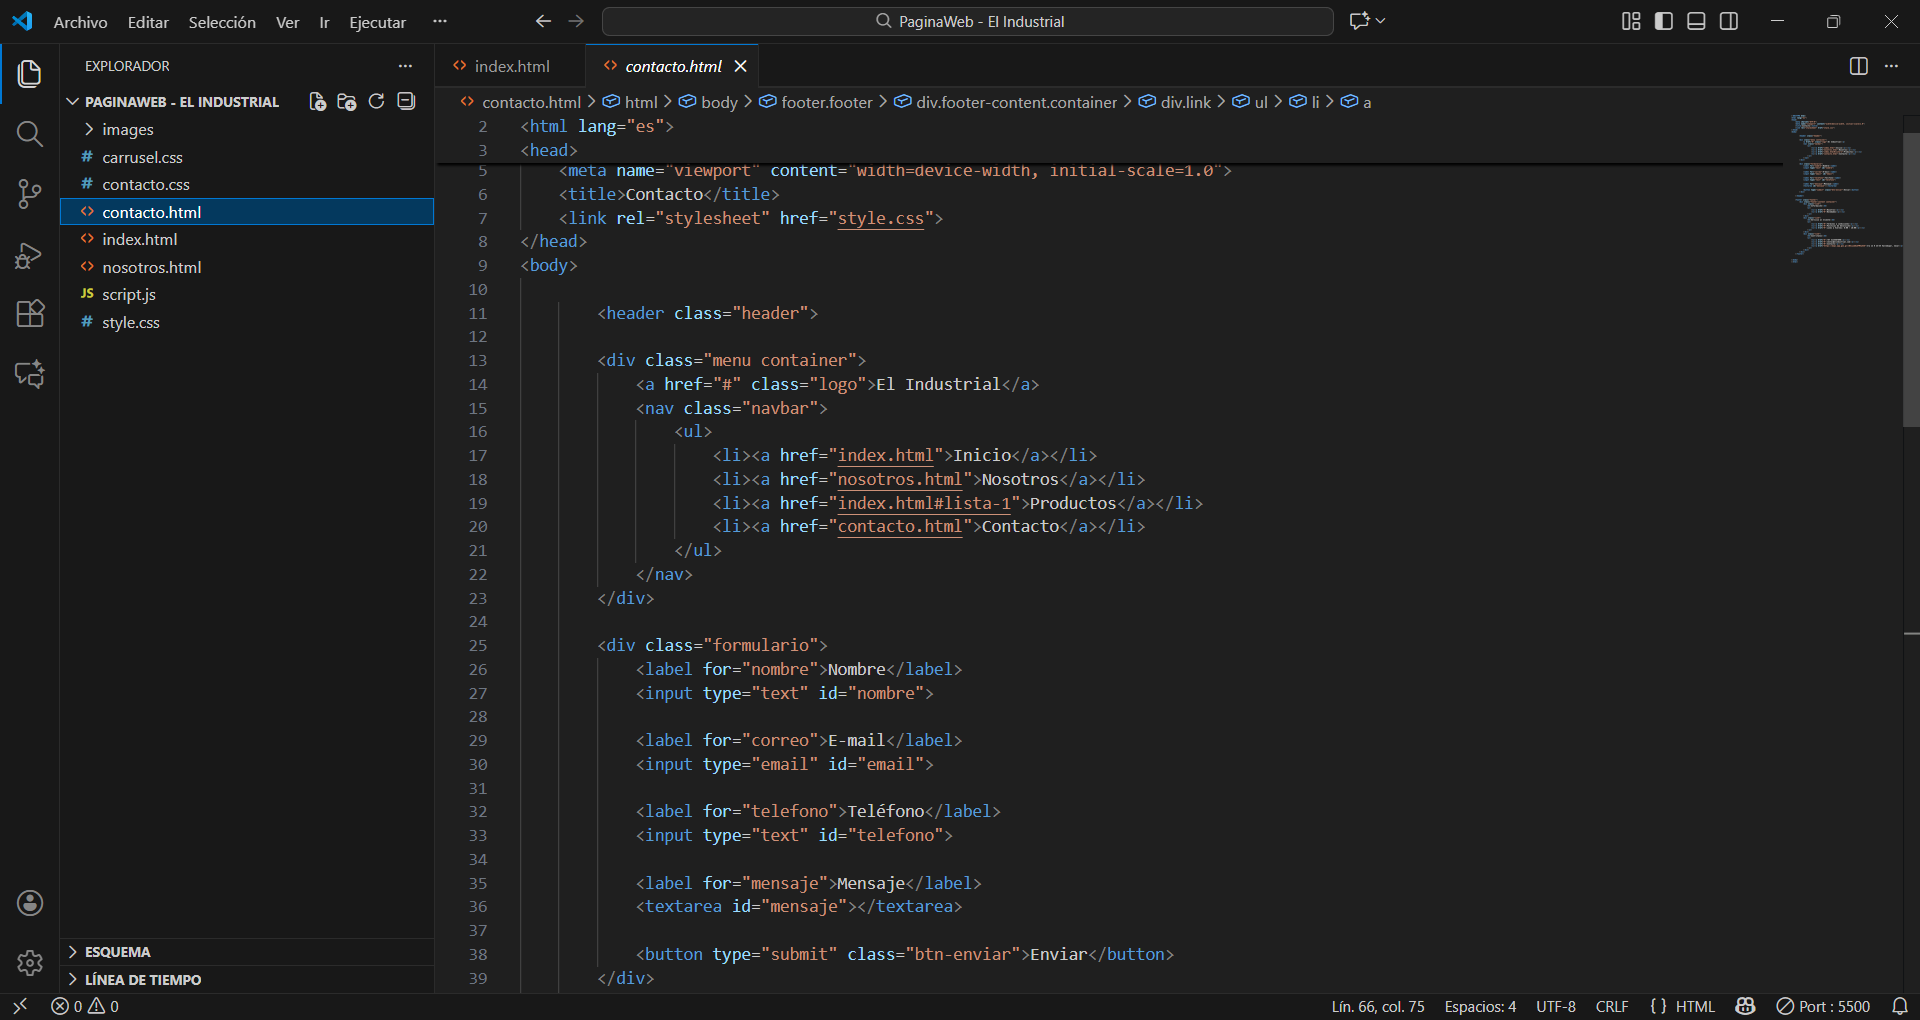 Archivo Editar Selección Ver Ir Ejecutar ··· PaginaWeb - El Industrial
EXPLORADOR
PAGINAWEB - EL INDUSTRIAL
images
# carrusel.css
# contacto.css
<> contacto.html
<> index.html
<> nosotros.html
JS script.js
# style.css
ESQUEMA
LÍNEA DE TIEMPO
<> index.html
<> contacto.html
<> contacto.html > html > body > footer.footer > div.footer-content.container > div.link > ul > li > a
2 <html lang="es">
3 <head>
5 <meta name="viewport" content="width=device-width, initial-scale=1.0">
6 <title>Contacto</title>
7 <link rel="stylesheet" href="style.css">
8 </head>
9 <body>
10
11 <header class="header">
12
13 <div class="menu container">
14 <a href="#" class="logo">El Industrial</a>
15 <nav class="navbar">
16 <ul>
17 <li><a href="index.html">Inicio</a></li>
18 <li><a href="nosotros.html">Nosotros</a></li>
19 <li><a href="index.html#lista-1">Productos</a></li>
20 <li><a href="contacto.html">Contacto</a></li>
21 </ul>
22 </nav>
23 </div>
24
25 <div class="formulario">
26 <label for="nombre">Nombre</label>
27 <input type="text" id="nombre">
28
29 <label for="correo">E-mail</label>
30 <input type="email" id="email">
31
32 <label for="telefono">Teléfono</label>
33 <input type="text" id="telefono">
34
35 <label for="mensaje">Mensaje</label>
36 <textarea id="mensaje"></textarea>
37
38 <button type="submit" class="btn-enviar">Enviar</button>
39 </div>
0 0 Lín. 66, col. 75 Espacios: 4 UTF-8 CRLF {} HTML Port : 5500